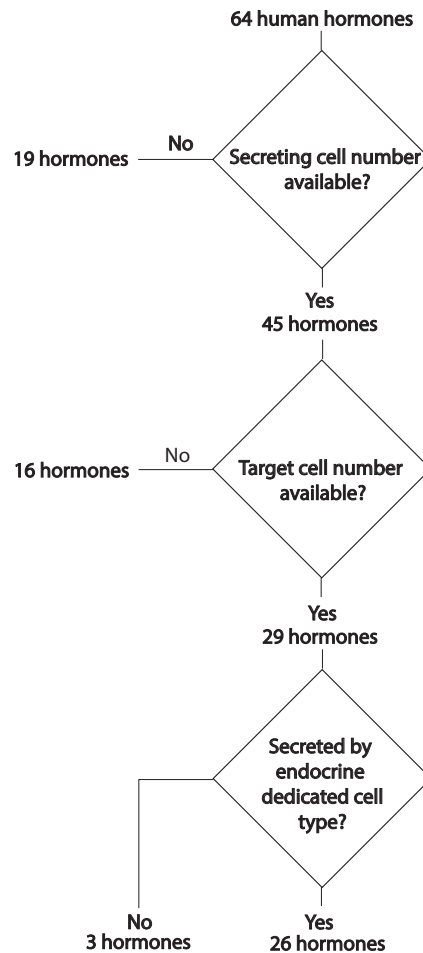 64 human hormones
No
19 hormones
Secreting cell number
available?
Yes
45 hormones
No
16 hormones
Target cell number
available?
Yes
29 hormones
Secreted by
endocrine
dedicated cell
type?
No
3 hormones
Yes
26 hormones